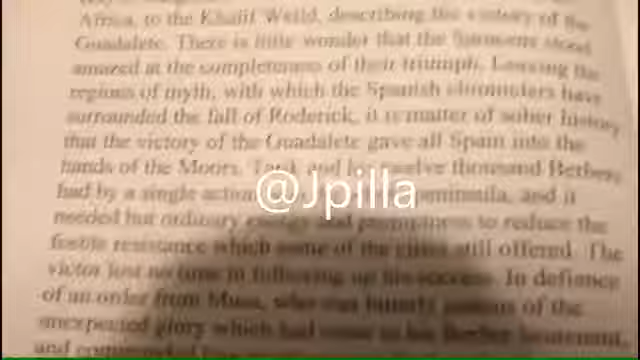 Africa, to the Khalif Welid, describing the victory of the
Guadalete. There is little wonder that the Saracens stood
amazed at the completeness of their triumph. Leaving the
regions of myth, with which the Spanish chroniclers have
surrounded the fall of Roderick, it is matter of sober history
that the victory of the Guadalete gave all Spain into the
hands of the Moors. Tarik and his twelve thousand Berbers
had by a single action peninsula, and it
@Jpilla
needed but ordinary energy and promptness to reduce the
feeble resistance which some of the cities still offered. The
victor lost no time in following up his success. In defiance
of an order from Musa, who was bitterly jealous of the
unexpected glory which had come to his Berber lieutenant,
and